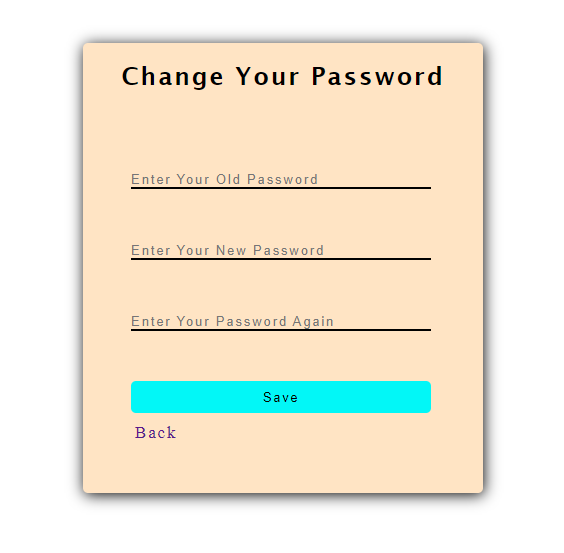 Change Your Password
Enter Your Old Password
Enter Your New Password
Enter Your Password Again
Save
Back